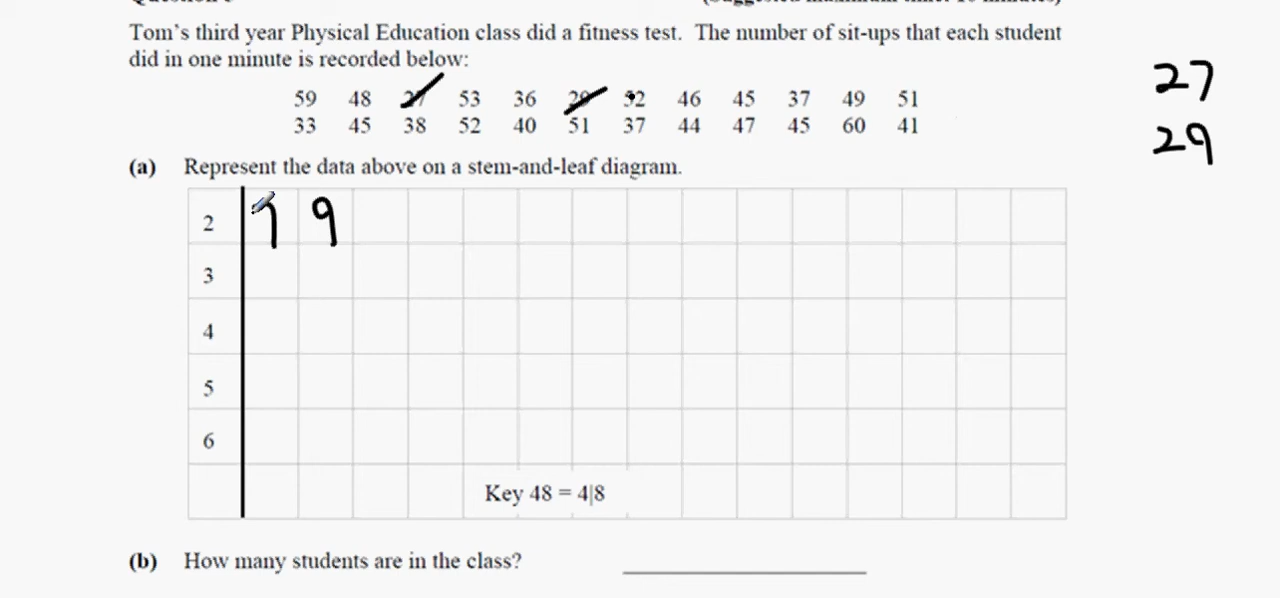 Tom's third year Physical Education class did a fitness test. The number of sit-ups that each student
did in one minute is recorded below:
27
59 48 27 53 36 29 32 46 45 37 49 51
33 45 38 52 40 51 37 44 47 45 60 41
29
(a) Represent the data above on a stem-and-leaf diagram.
2 7 9
3
4
5
6
Key 48 = 4|8
(b) How many students are in the class?